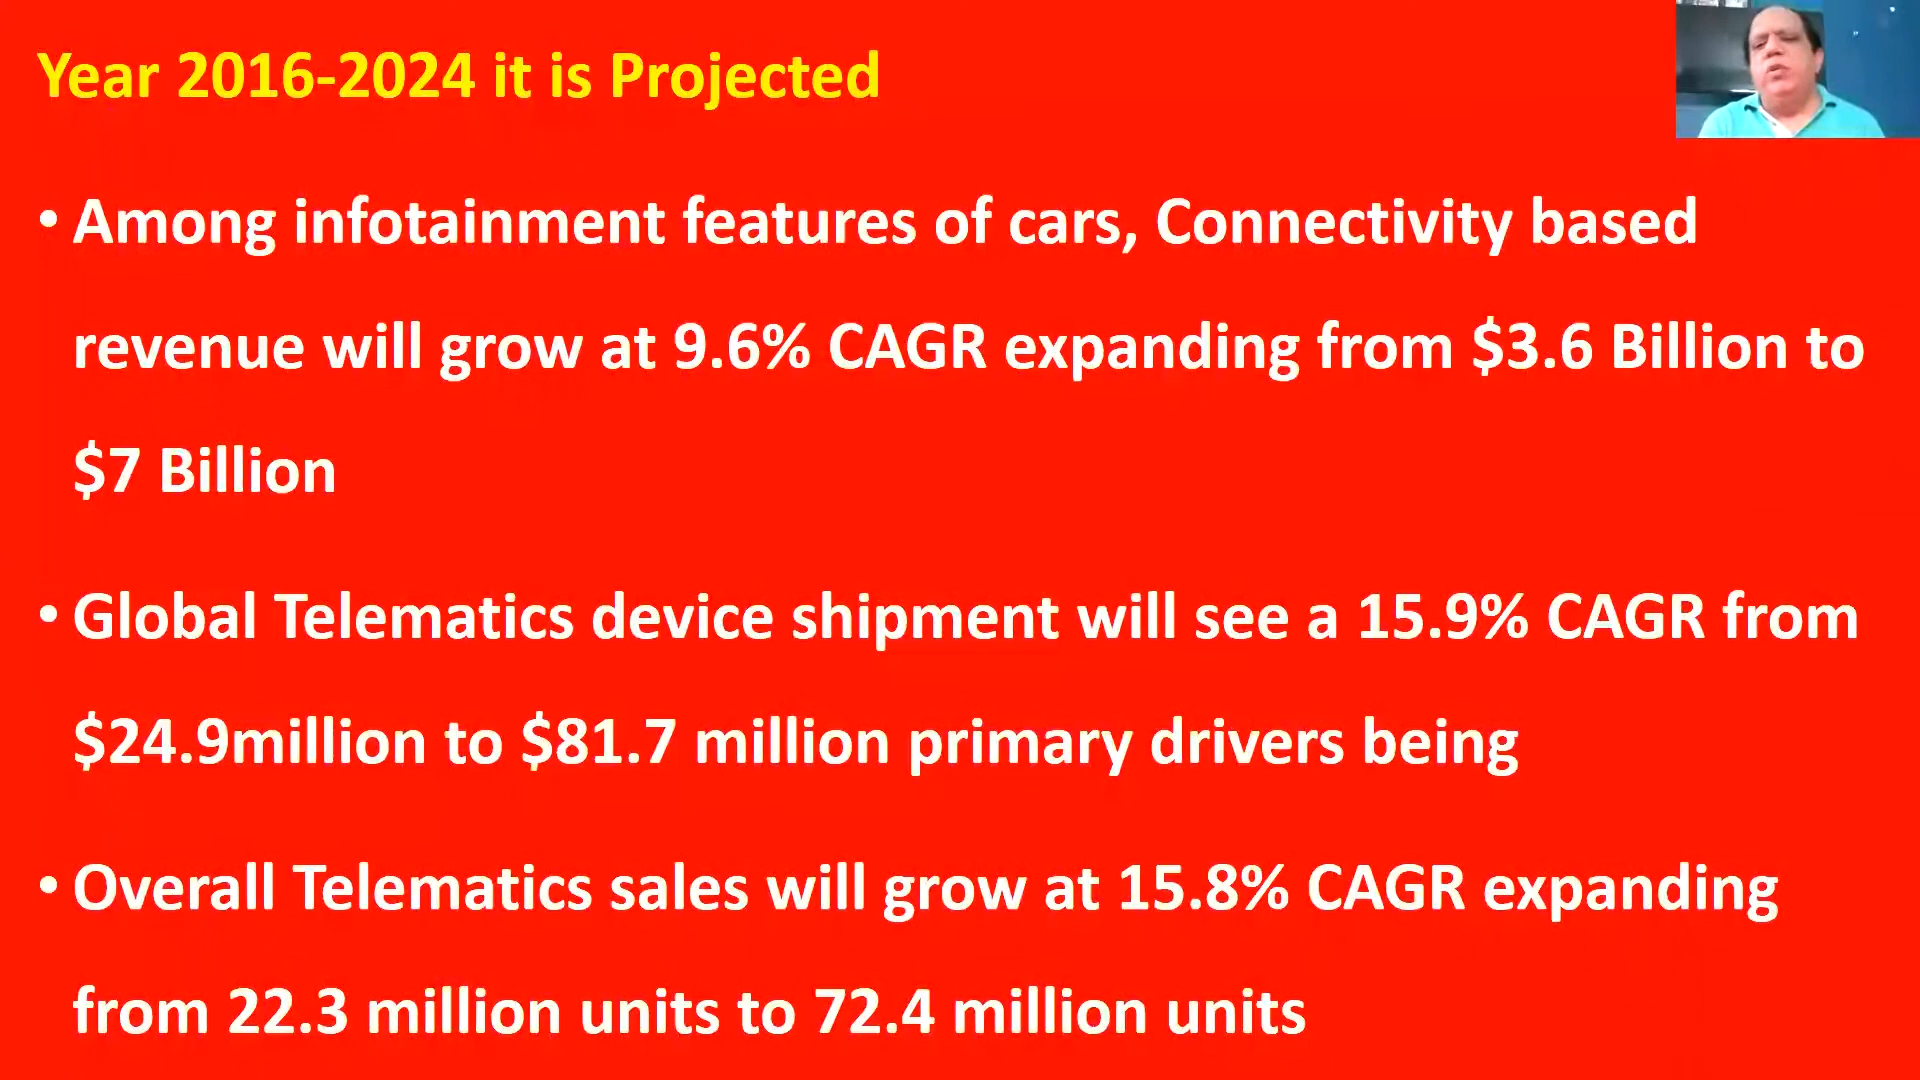 Year 2016-2024 it is Projected
• Among infotainment features of cars, Connectivity based
revenue will grow at 9.6% CAGR expanding from $3.6 Billion to
$7 Billion
• Global Telematics device shipment will see a 15.9% CAGR from
$24.9million to $81.7 million primary drivers being
• Overall Telematics sales will grow at 15.8% CAGR expanding
from 22.3 million units to 72.4 million units